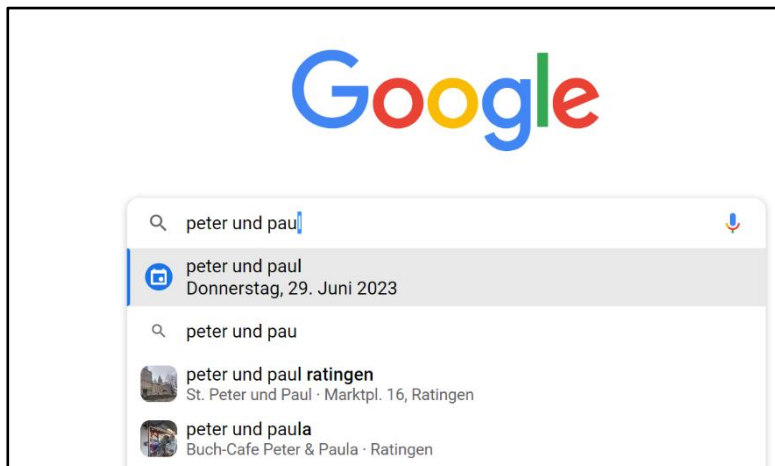 Google
peter und paul
peter und paul
Donnerstag, 29. Juni 2023
peter und pau
peter und paul ratingen
St. Peter und Paul · Marktpl. 16, Ratingen
peter und paula
Buch-Cafe Peter & Paula · Ratingen